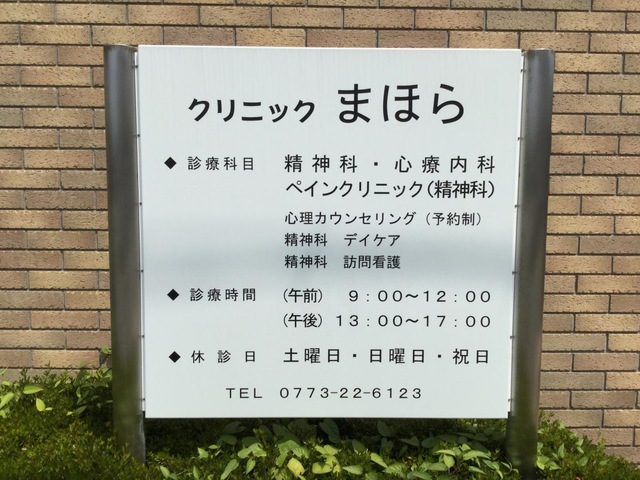 クリニック まほら
◆ 診療科目 精神科・心療内科
ペインクリニック(精神科)
心理カウンセリング（予約制）
精神科 デイケア
精神科 訪問看護
◆ 診療時間 (午前) 9：00～12：00
(午後) 13：00～17：00
◆ 休診日 土曜日・日曜日・祝日
TEL 0773-22-6123